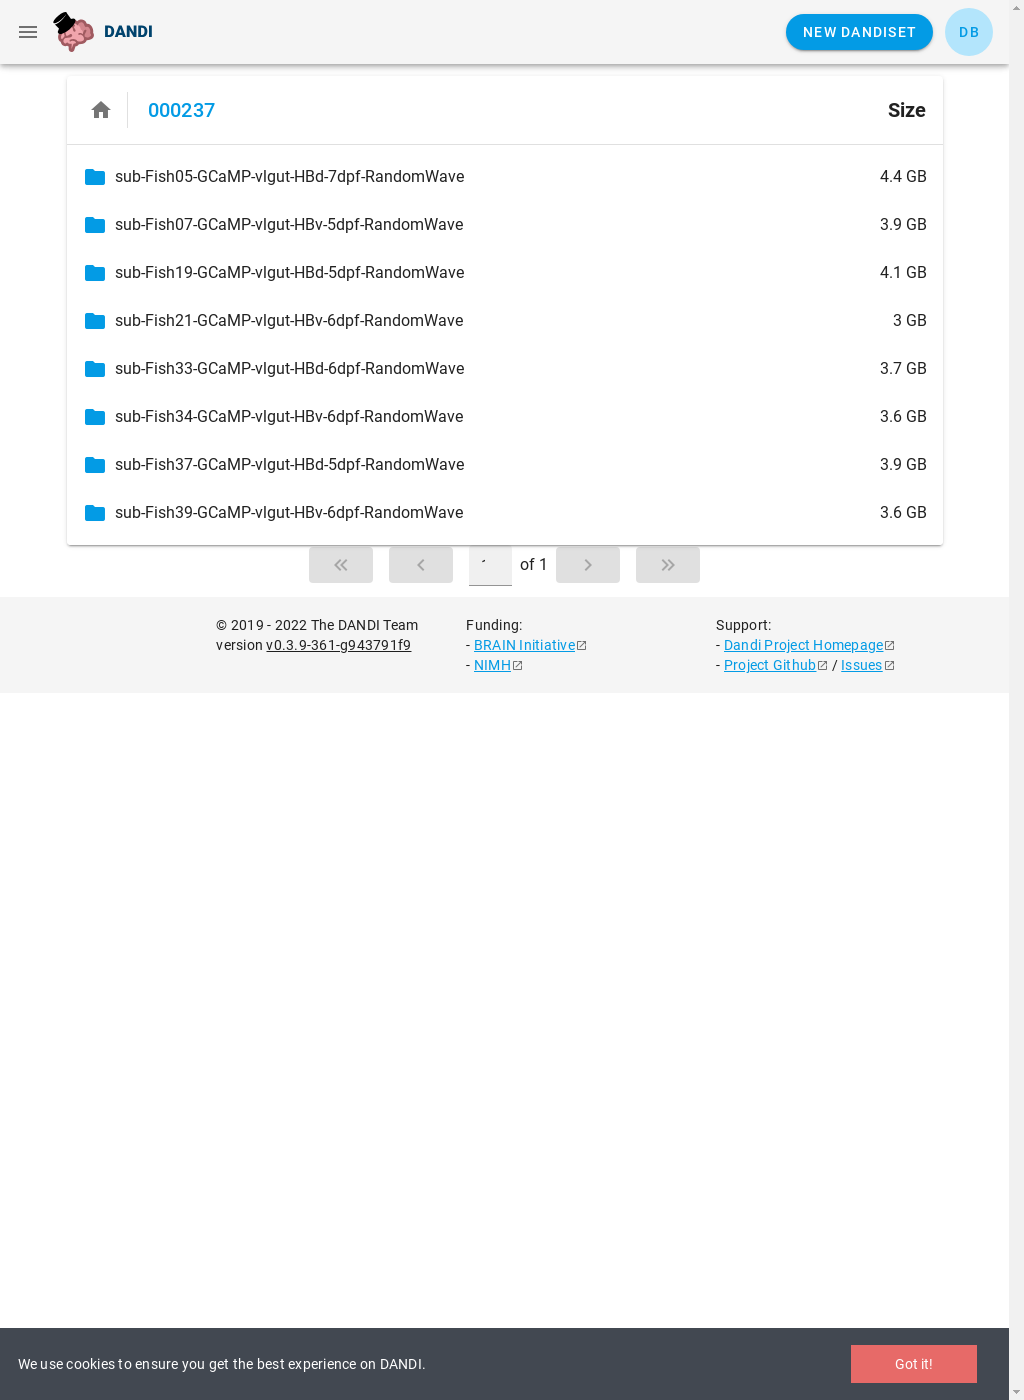 DANDI
NEW DANDISET
DB
000237
Size
sub-Fish05-GCaMP-vlgut-HBd-7dpf-RandomWave 4.4 GB
sub-Fish07-GCaMP-vlgut-HBv-5dpf-RandomWave 3.9 GB
sub-Fish19-GCaMP-vlgut-HBd-5dpf-RandomWave 4.1 GB
sub-Fish21-GCaMP-vlgut-HBv-6dpf-RandomWave 3 GB
sub-Fish33-GCaMP-vlgut-HBd-6dpf-RandomWave 3.7 GB
sub-Fish34-GCaMP-vlgut-HBv-6dpf-RandomWave 3.6 GB
sub-Fish37-GCaMP-vlgut-HBd-5dpf-RandomWave 3.9 GB
sub-Fish39-GCaMP-vlgut-HBv-6dpf-RandomWave 3.6 GB
of 1
© 2019 - 2022 The DANDI Team
version v0.3.9-361-g943791f9
Funding:
- BRAIN Initiative
- NIMH
Support:
- Dandi Project Homepage
- Project Github / Issues
We use cookies to ensure you get the best experience on DANDI.
Got it!